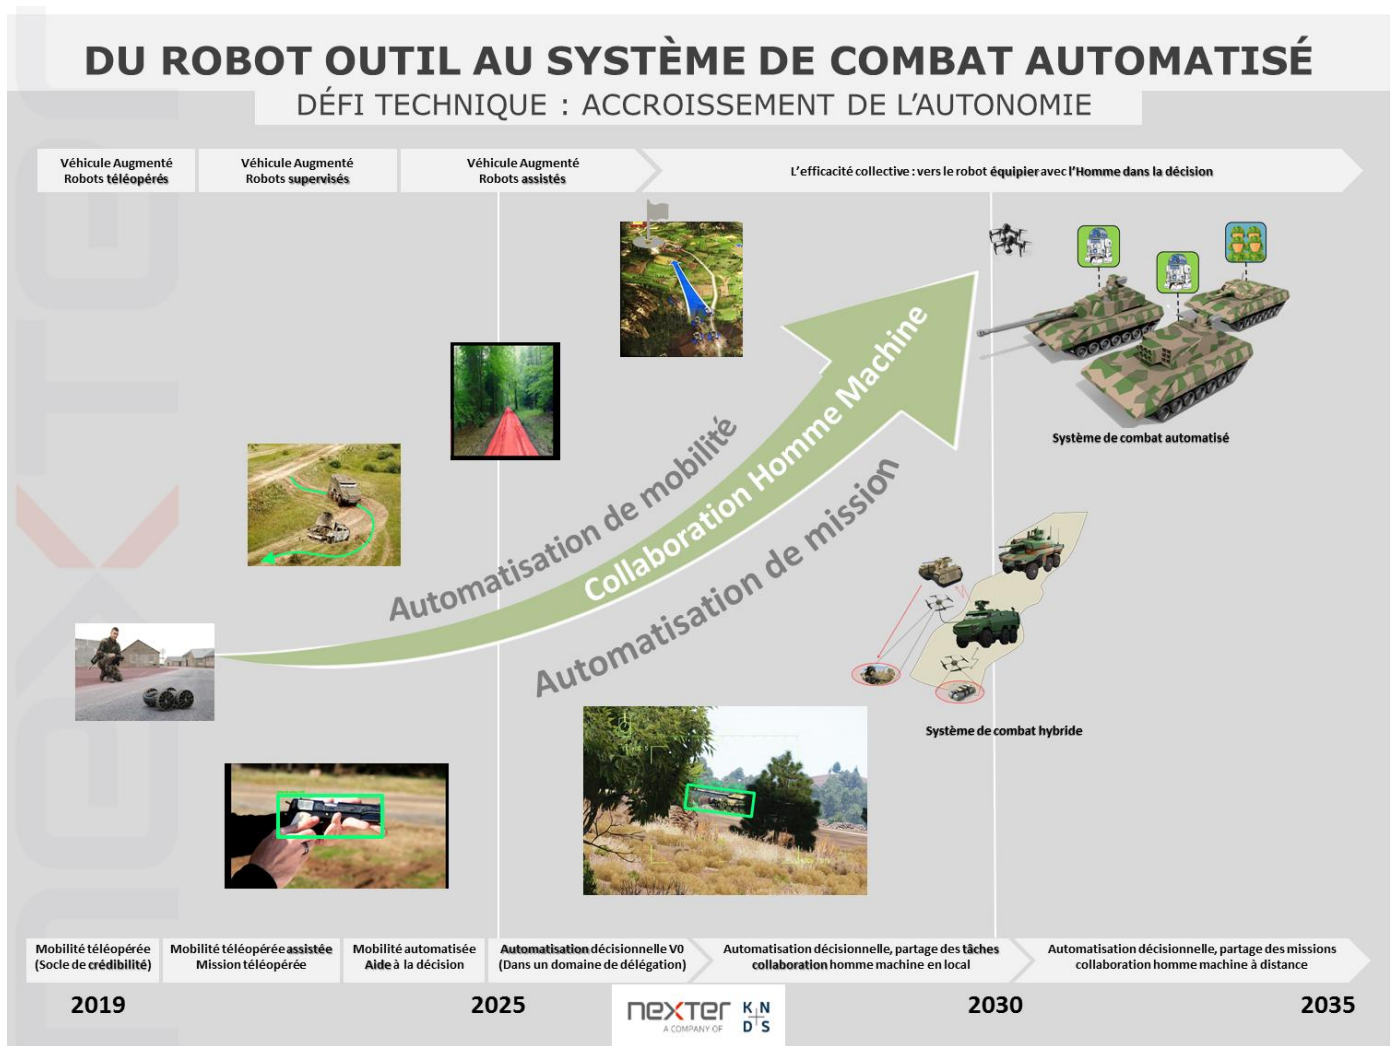 DU ROBOT OUTIL AU SYSTÈME DE COMBAT AUTOMATISÉ
DÉFI TECHNIQUE : ACCROISSEMENT DE L’AUTONOMIE
Véhicule Augmenté
Robots téléopérés
Véhicule Augmenté
Robots supervisés
Véhicule Augmenté
Robots assistés
L’efficacité collective : vers le robot équipier avec l’Homme dans la décision
Automatisation de mobilité
Collaboration Homme Machine
Automatisation de mission
Système de combat automatisé
Système de combat hybride
Mobilité téléopérée
(Socle de crédibilité)
Mobilité téléopérée assistée
Mission téléopérée
Mobilité automatisée
Aide à la décision
Automatisation décisionnelle V0
(Dans un domaine de délégation)
Automatisation décisionnelle, partage des tâches
collaboration homme machine en local
Automatisation décisionnelle, partage des missions
collaboration homme machine à distance
2019
2025
2030
2035
nexter
A COMPANY OF
KN
DS
nexter